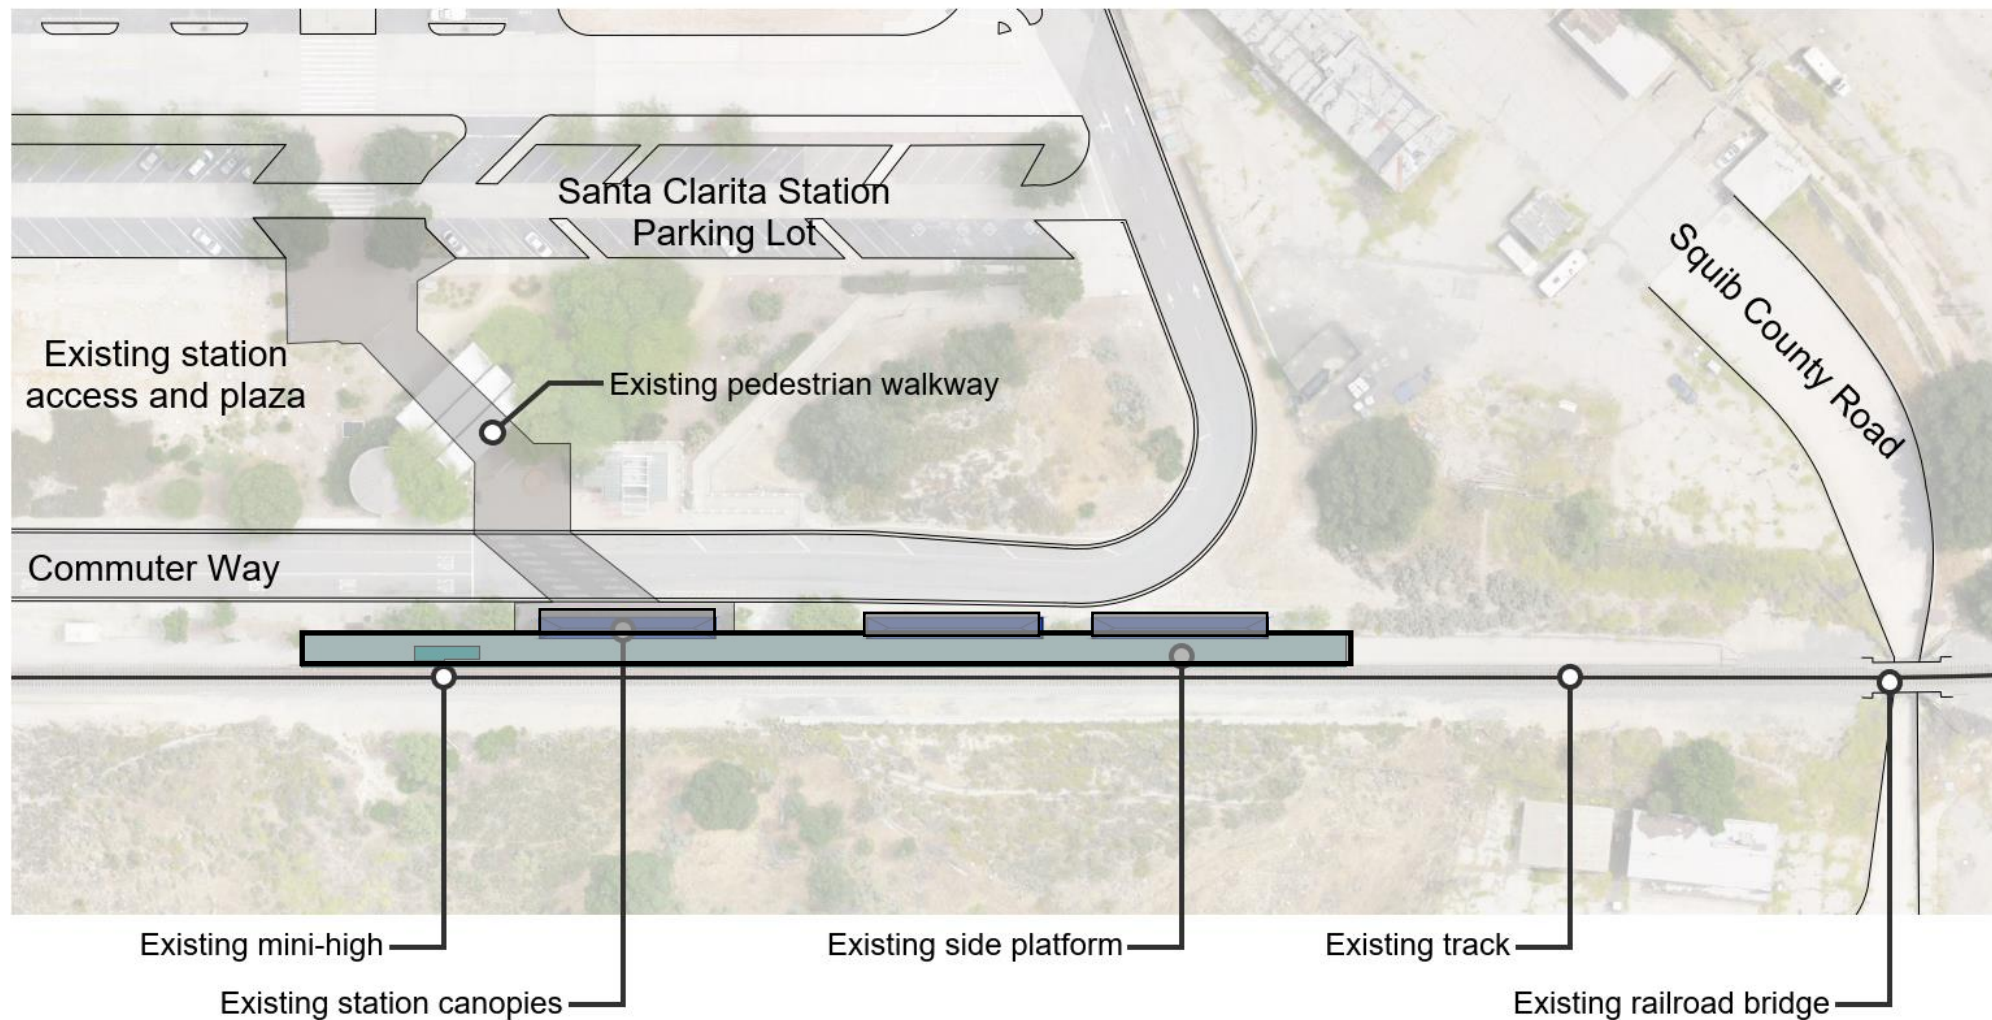 Santa Clarita Station
Parking Lot
Squib County Road
Existing station
access and plaza
Existing pedestrian walkway
Commuter Way
Existing mini-high
Existing side platform
Existing track
Existing station canopies
Existing railroad bridge